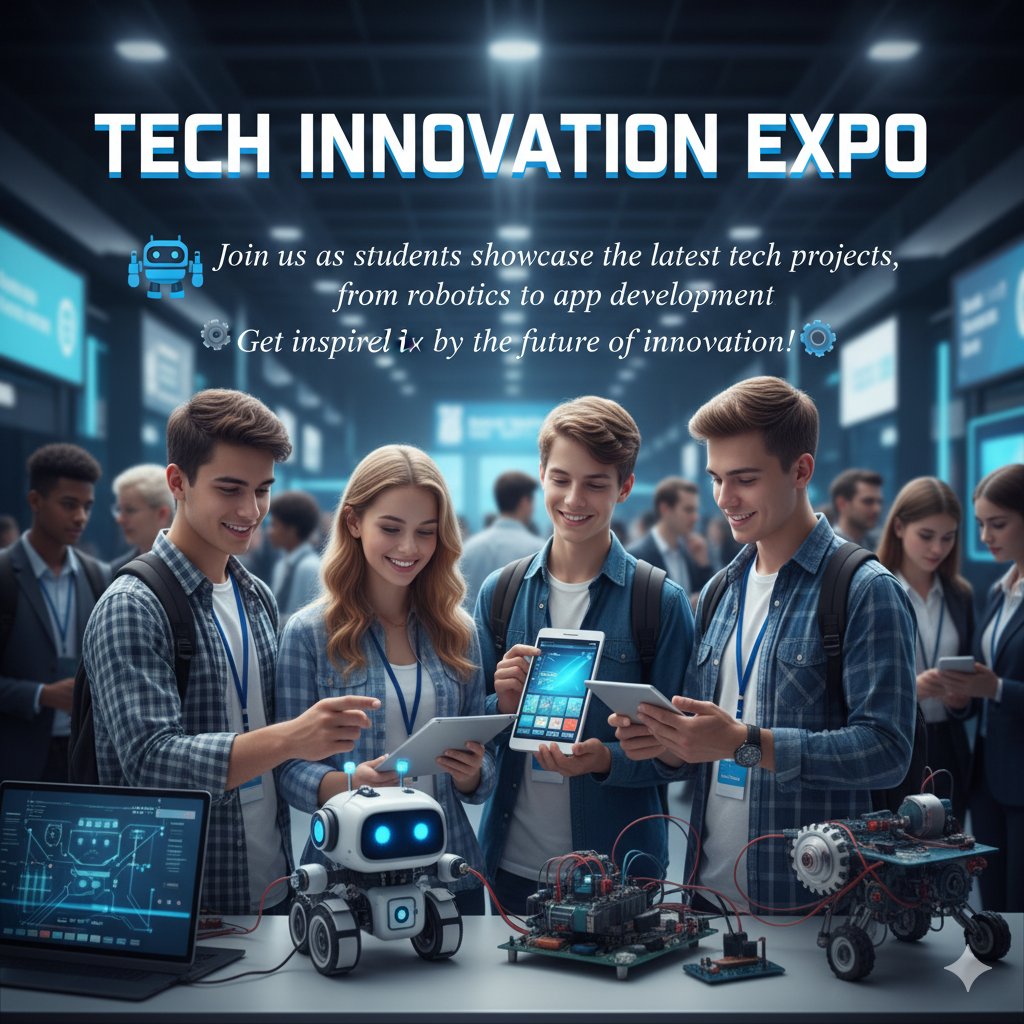 TECH INNOVATION EXPO
Join us as students showcase the latest tech projects,
from robotics to app development
Get inspirel by the future of innovation!